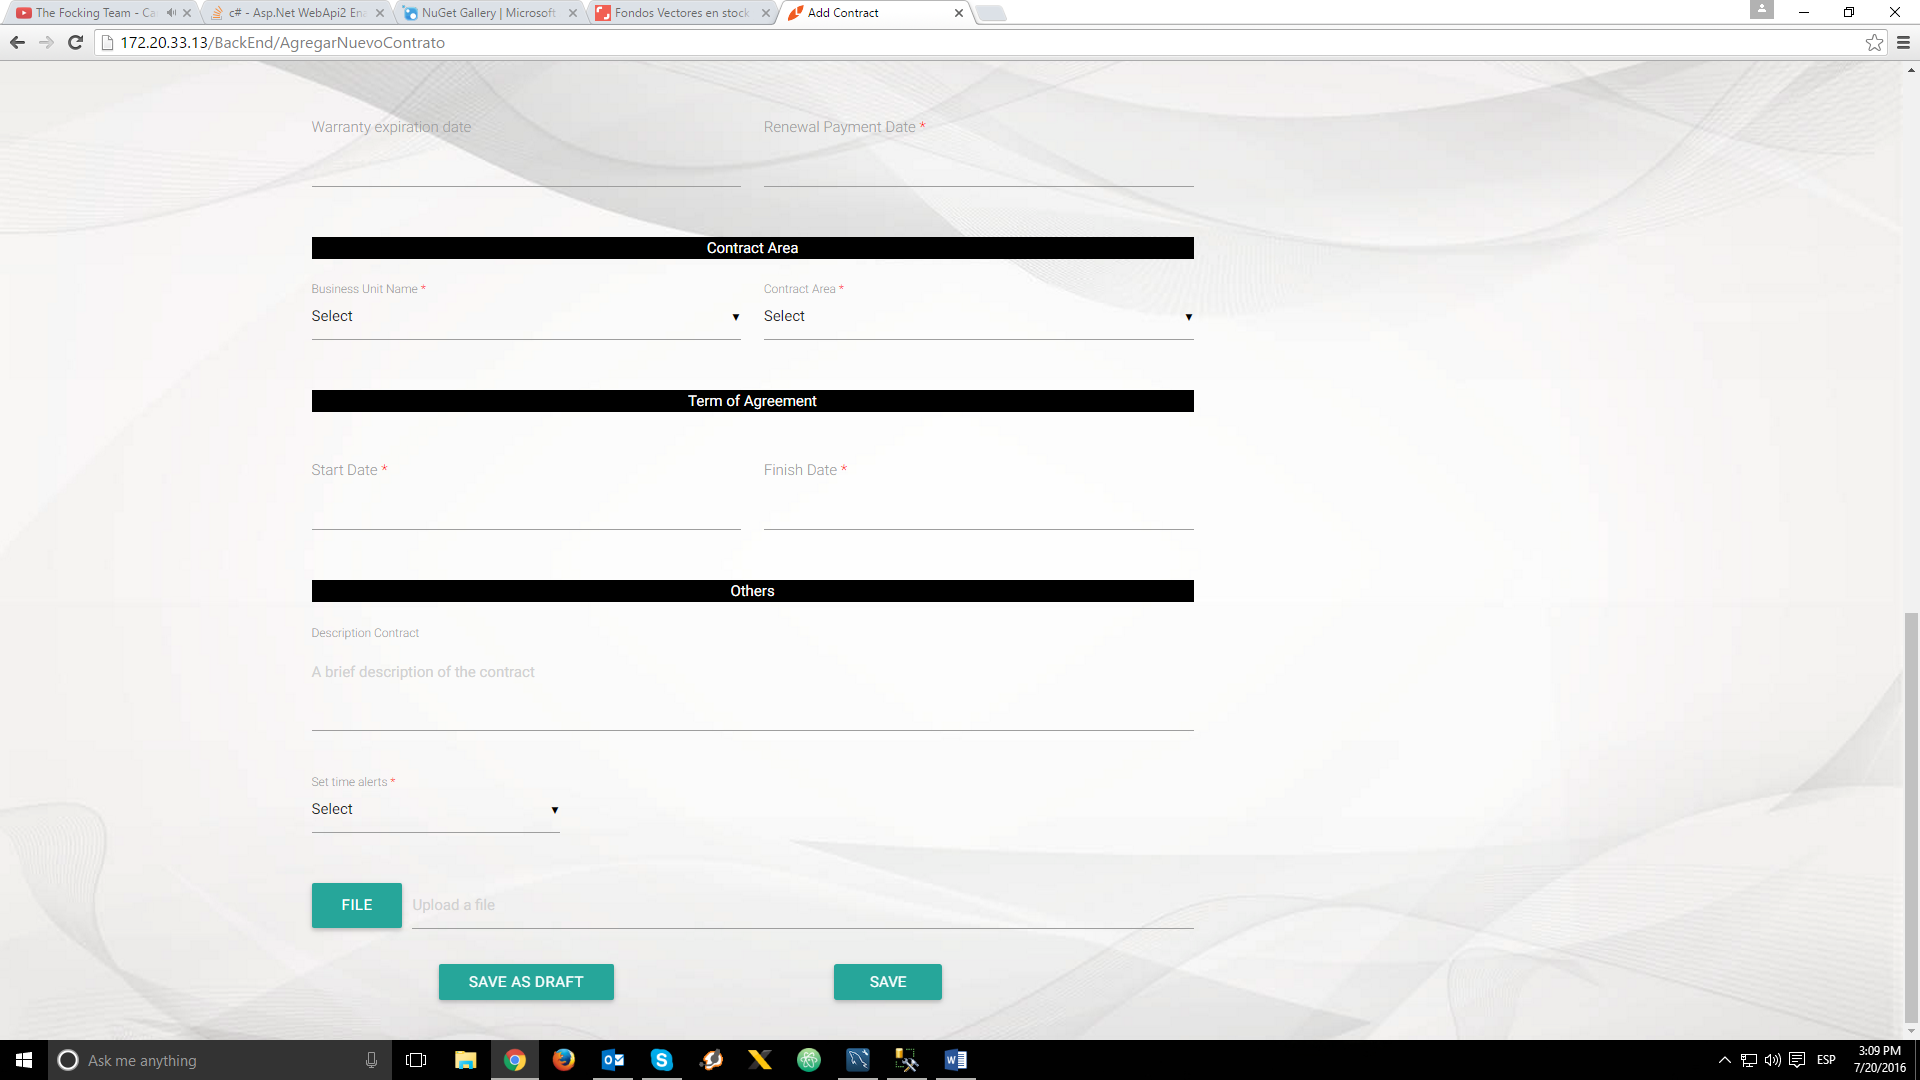 The Focking Team - Ca
c# - Asp.Net WebApi2 Ena
NuGet Gallery | Microsoft
Fondos Vectores en stock
Add Contract
172.20.33.13/BackEnd/AgregarNuevoContrato
Warranty expiration date
Renewal Payment Date *
Contract Area
Business Unit Name *
Contract Area *
Select
Select
Term of Agreement
Start Date *
Finish Date *
Others
Description Contract
A brief description of the contract
Set time alerts *
Select
FILE
Upload a file
SAVE AS DRAFT
SAVE
Ask me anything
ESP
3:09 PM
7/20/2016